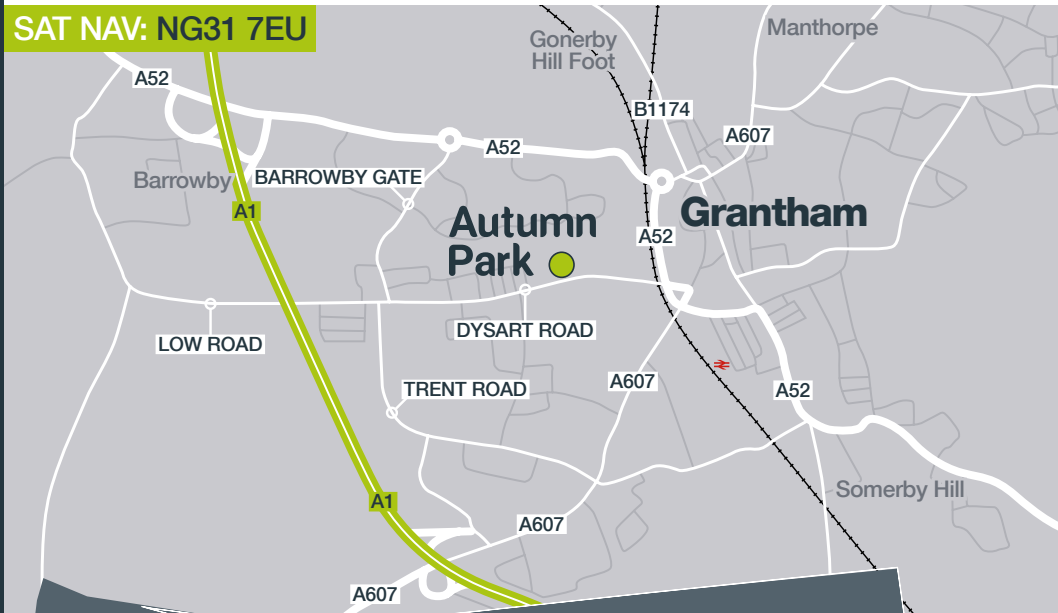 SAT NAV: NG31 7EU
Manthorpe
Gonerby
Hill Foot
A52
B1174
A607
A52
Barrowby
BARROWBY GATE
A1
Autumn
Park
Grantham
A52
LOW ROAD
DYSART ROAD
TRENT ROAD
A607
A52
A1
Somerby Hill
A607
A607